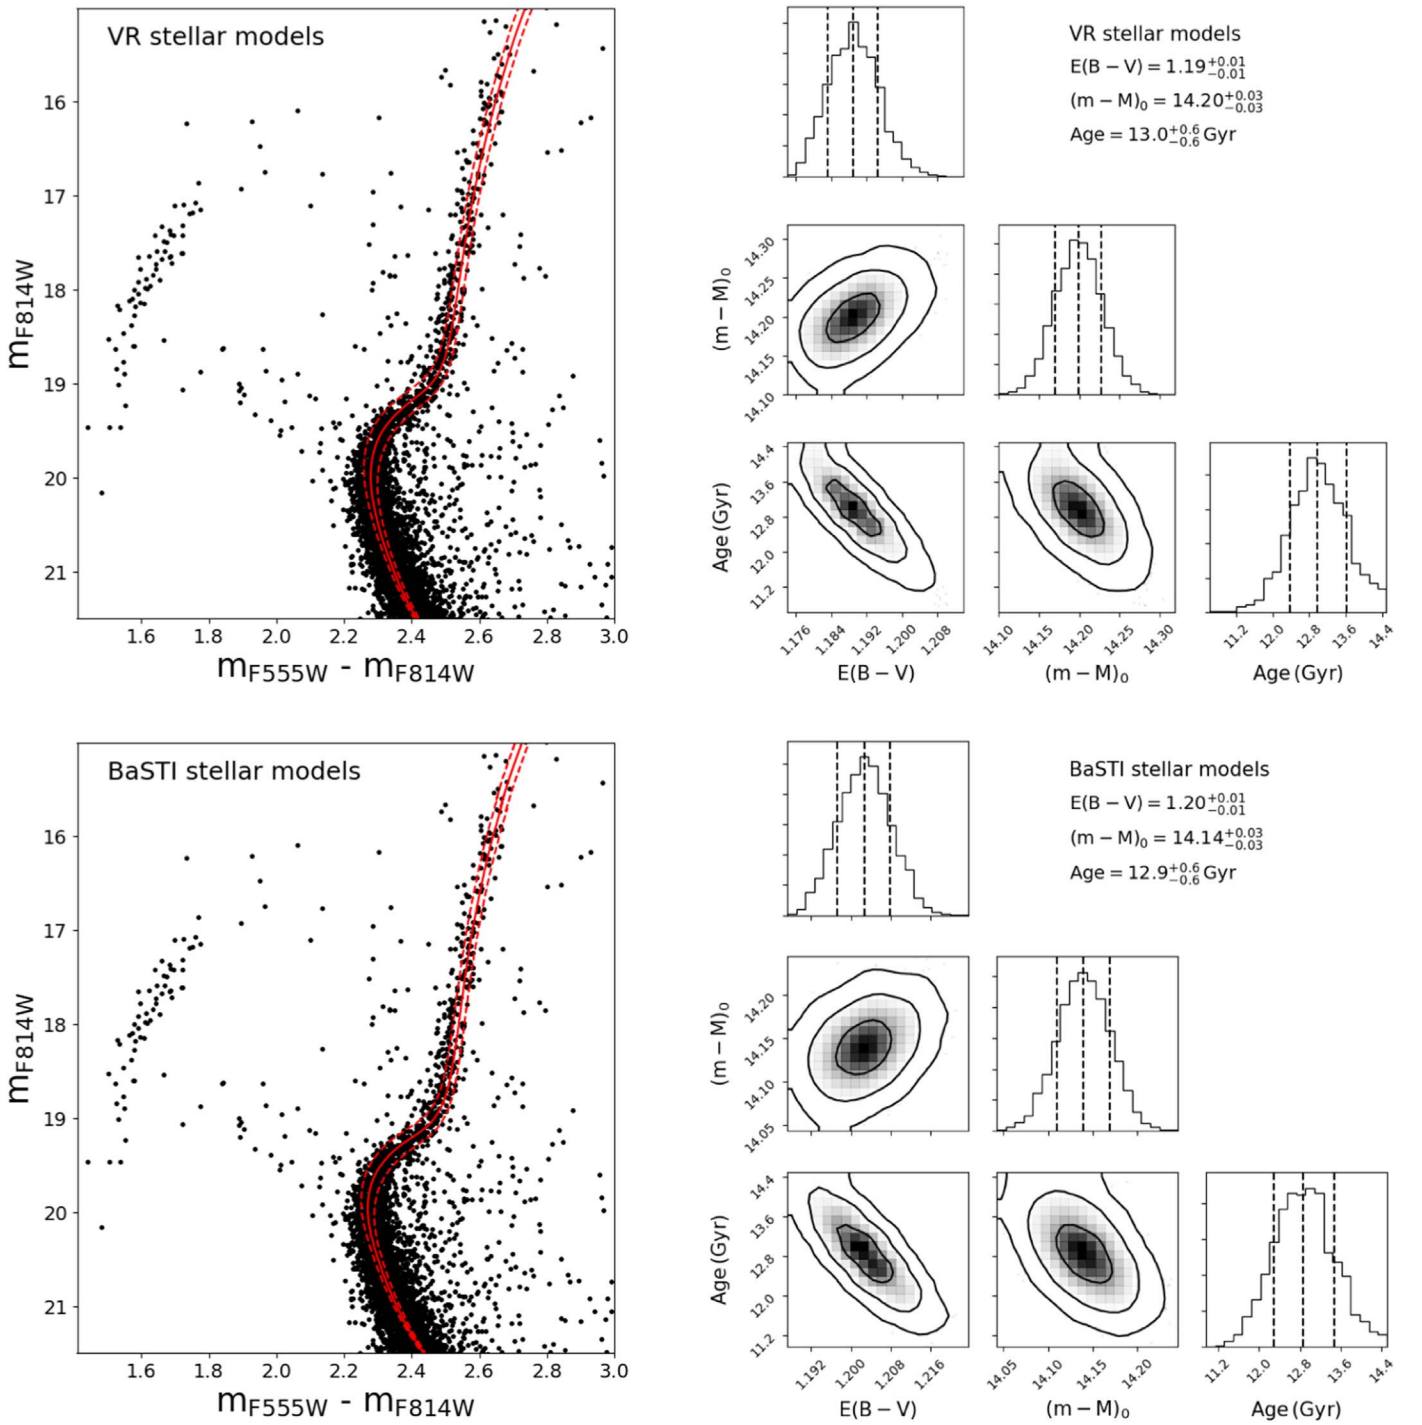 VR stellar models
16
17
18
19
20
21
m_F814W
1.6 1.8 2.0 2.2 2.4 2.6 2.8 3.0
m_F555W - m_F814W
VR stellar models
E(B − V) = 1.19 +0.01 −0.01
(m − M)₀ = 14.20 +0.03 −0.03
Age = 13.0 +0.6 −0.6 Gyr
(m − M)₀
14.30
14.25
14.20
14.15
14.10
Age (Gyr)
14.4
13.6
12.8
12.0
11.2
1.176 1.184 1.192 1.200 1.208
E(B − V)
14.10 14.15 14.20 14.25 14.30
(m − M)₀
11.2 12.0 12.8 13.6 14.4
Age (Gyr)
BaSTI stellar models
16
17
18
19
20
21
m_F814W
1.6 1.8 2.0 2.2 2.4 2.6 2.8 3.0
m_F555W - m_F814W
BaSTI stellar models
E(B − V) = 1.20 +0.01 −0.01
(m − M)₀ = 14.14 +0.03 −0.03
Age = 12.9 +0.6 −0.6 Gyr
(m − M)₀
14.20
14.15
14.10
14.05
Age (Gyr)
14.4
13.6
12.8
12.0
11.2
1.192 1.200 1.208 1.216
E(B − V)
14.05 14.10 14.15 14.20
(m − M)₀
11.2 12.0 12.8 13.6 14.4
Age (Gyr)